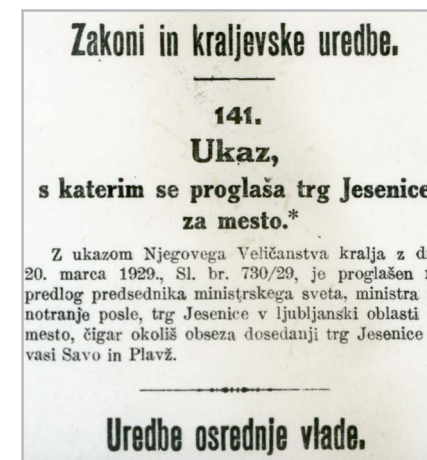 Zakoni in kraljevske uredbe.
141.
Ukaz,
s katerim se proglaša trg Jesenice
za mesto.*
Z ukazom Njegovega Veličanstva kralja z
20. marca 1929., Sl. br. 730/29, je proglašen
predlog predsednika ministrskega sveta, ministra
notranje posle, trg Jesenice v ljubljanski oblasti
mesto, čigar okoliš obseza dosedanji trg Jesenice
vasi Savo in Plavž.
Uredbe osrednje vlade.